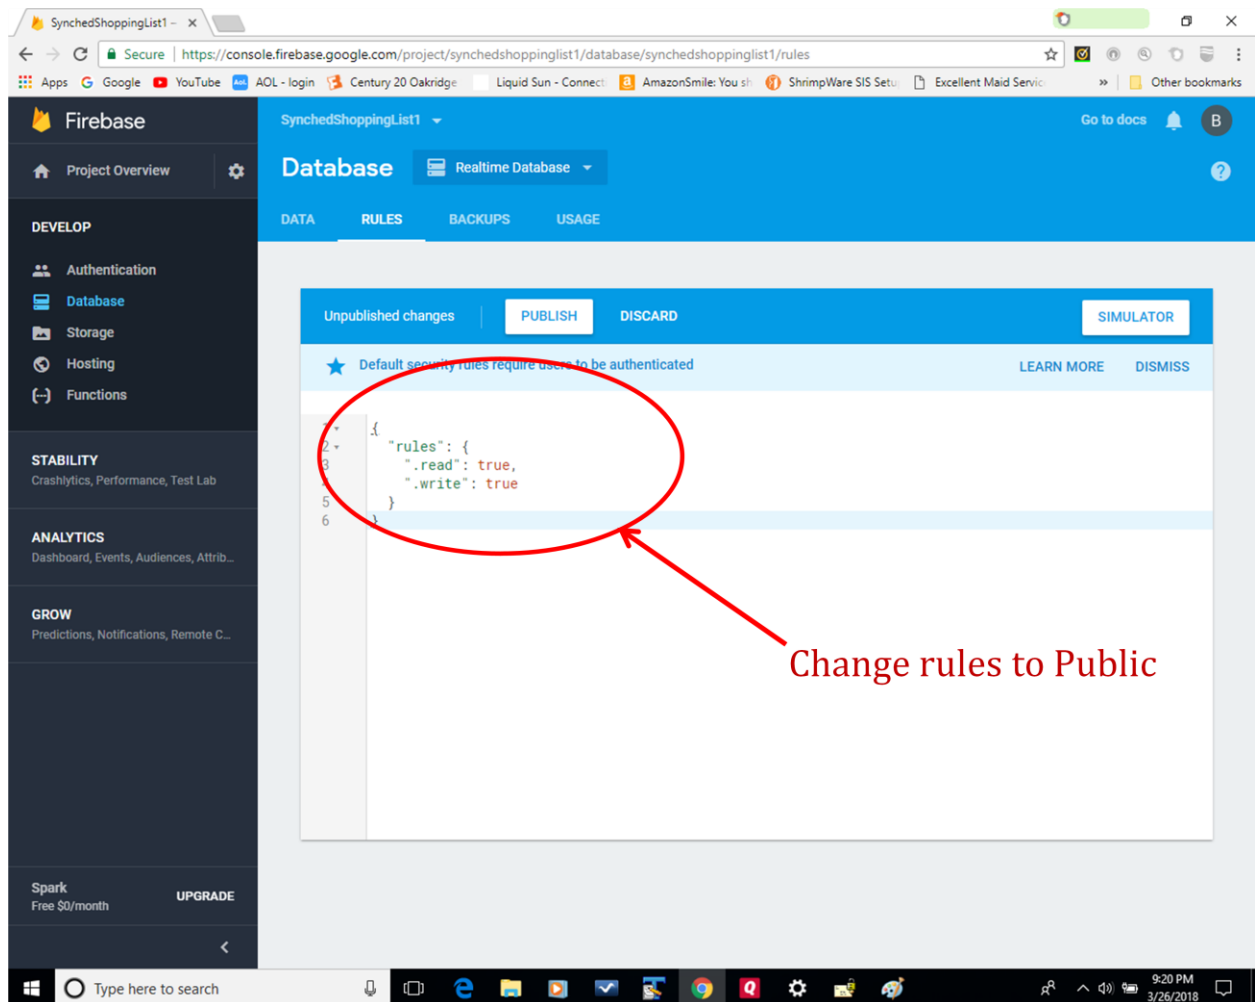 SynchedShoppingList1 –
Secure | https://console.firebase.google.com/project/synchedshoppinglist1/database/synchedshoppinglist1/rules
Apps Google YouTube AOL - login Century 20 Oakridge Liquid Sun - Connect AmazonSmile: You sh ShrimpWare SIS Setu Excellent Maid Servic » Other bookmarks
Firebase
SynchedShoppingList1
Go to docs
B
Project Overview
Database
Realtime Database
DATA RULES BACKUPS USAGE
DEVELOP
Authentication
Database
Storage
Hosting
Functions
STABILITY
Crashlytics, Performance, Test Lab
ANALYTICS
Dashboard, Events, Audiences, Attrib...
GROW
Predictions, Notifications, Remote C...
Spark
Free $0/month
UPGRADE
Unpublished changes PUBLISH DISCARD SIMULATOR
Default security rules require users to be authenticated LEARN MORE DISMISS
1 {
2 "rules": {
3 ".read": true,
4 ".write": true
5 }
6 }
Change rules to Public
Type here to search
9:20 PM
3/26/2018